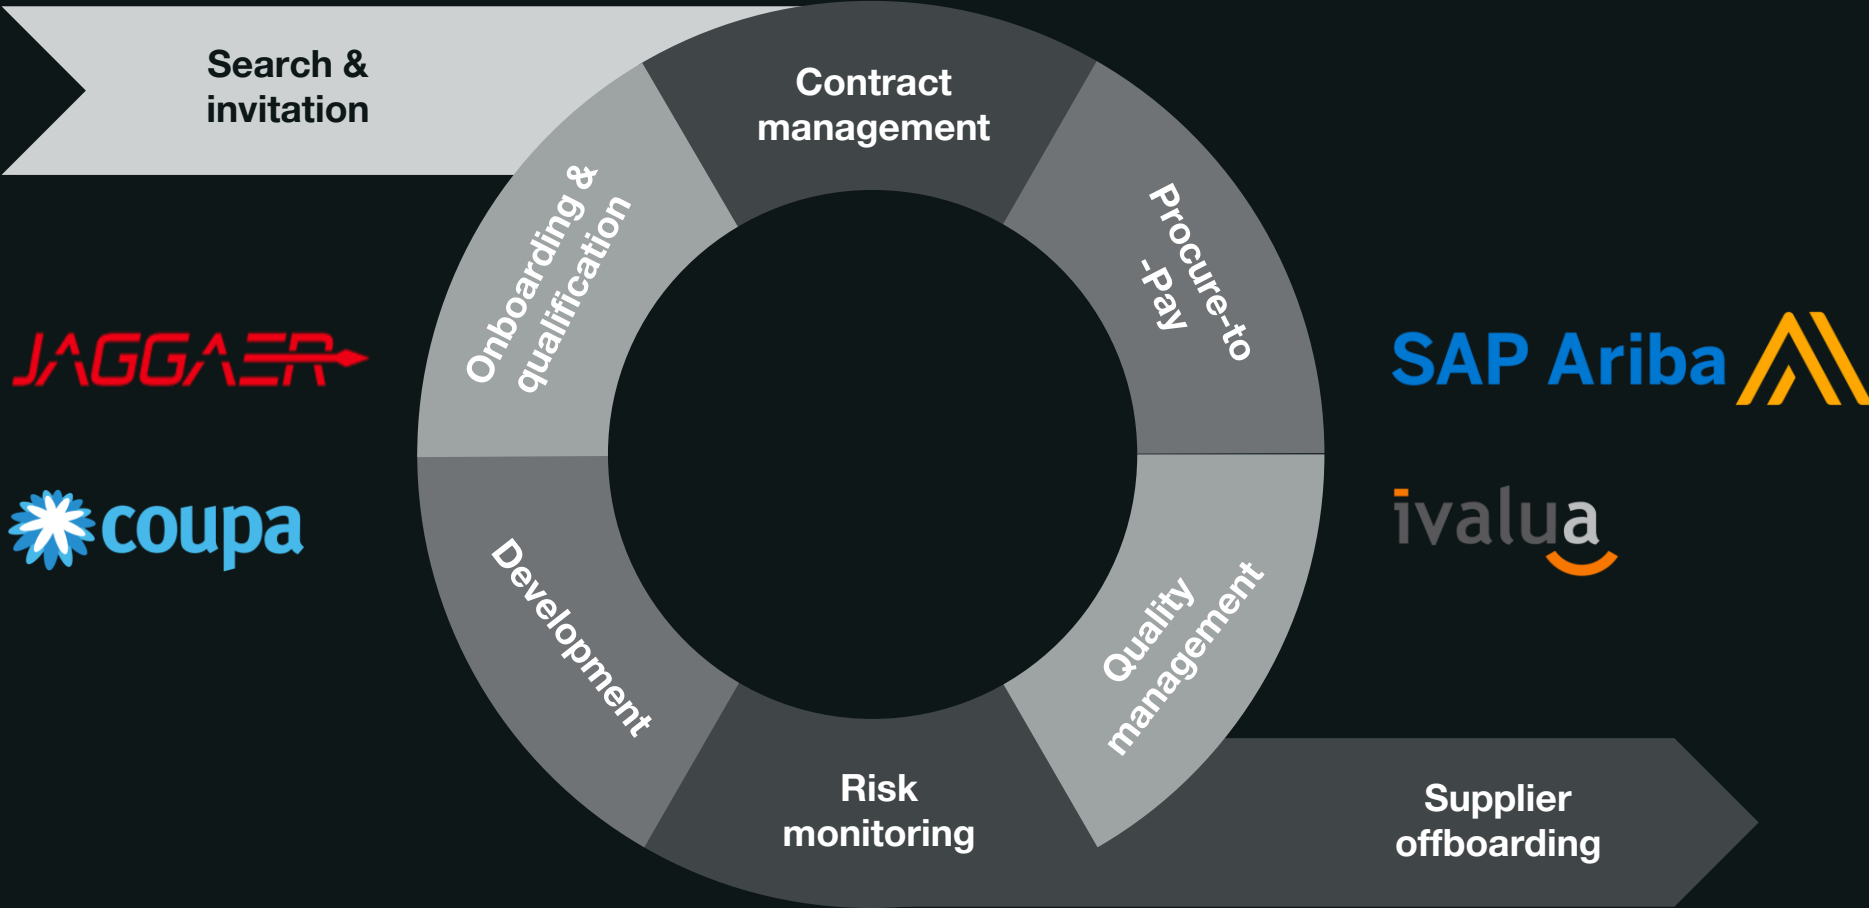 Search &
invitation
Contract
management
Onboarding &
qualification
Procure-to
-Pay
JAGGAER
SAP Ariba
coupa
ivalua
Development
Quality
management
Risk
monitoring
Supplier
offboarding